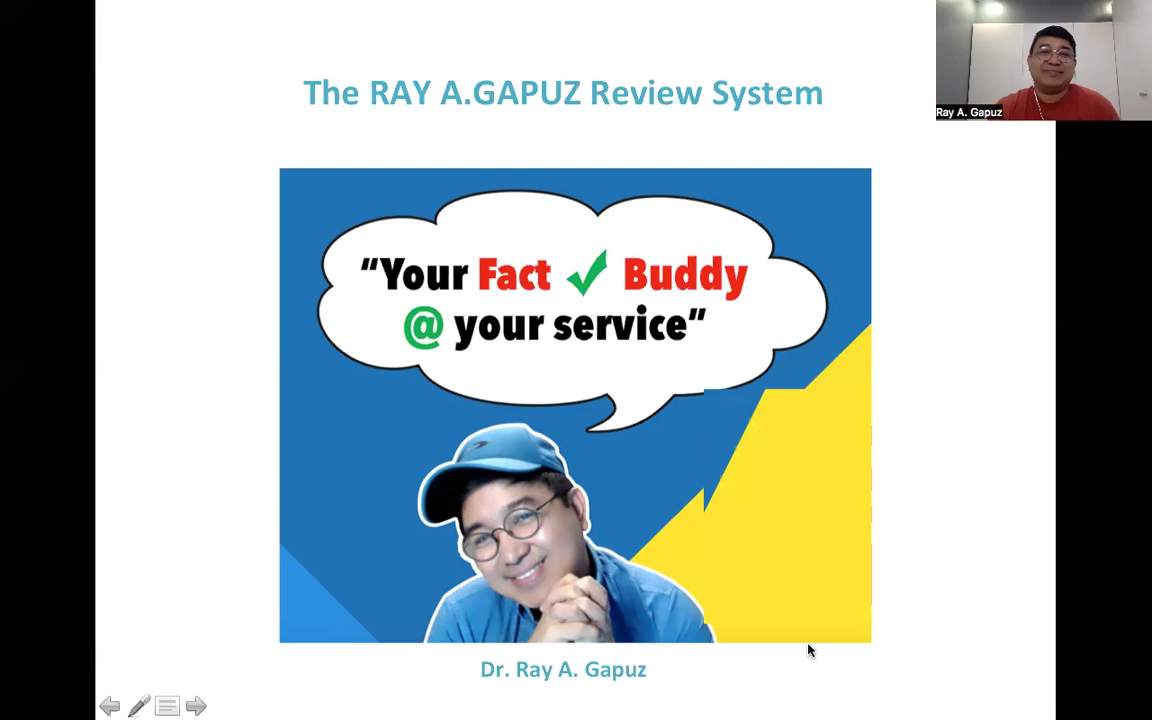 The RAY A.GAPUZ Review System
Ray A. Gapuz
“Your Fact ✓ Buddy
@ your service”
Dr. Ray A. Gapuz